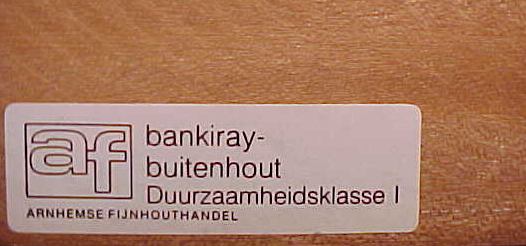 af
bankiray-
buitenhout
Duurzaamheidsklasse I
ARNHEMSE FIJNHOUTHANDEL